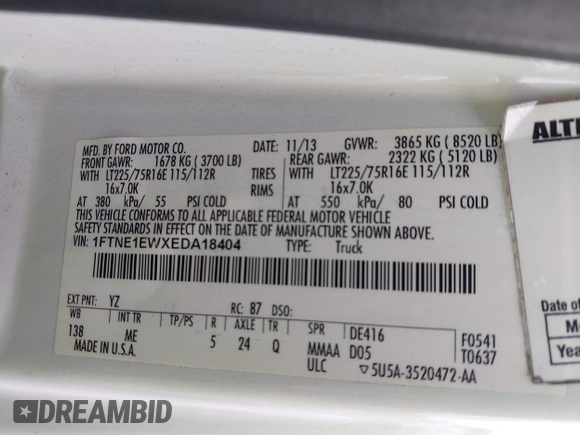 MFD. BY FORD MOTOR CO. DATE: 11/13 GVWR: 3865 KG ( 8520 LB)
FRONT GAWR: 1678 KG ( 3700 LB) REAR GAWR: 2322 KG ( 5120 LB)
WITH LT225/75R16E 115/112R TIRES WITH LT225/75R16E 115/112R
16x7.0K RIMS 16x7.0K
AT 380 kPa/ 55 PSI COLD AT 550 kPa/ 80 PSI COLD
THIS VEHICLE CONFORMS TO ALL APPLICABLE FEDERAL MOTOR VEHICLE
SAFETY STANDARDS IN EFFECT ON THE DATE OF MANUFACTURE SHOWN ABOVE.
VIN: 1FTNE1EWXEDA18404 TYPE: Truck
EXT PNT: YZ RC: 87 DSO:
WB INT TR TP/PS R AXLE TR SPR DE416 F0541
138 ME 5 24 Q MMAA D05 T0637
MADE IN U.S.A. ULC ▽5U5A-3520472-AA
ALTE
Date of
M
Yea
DREAMBID